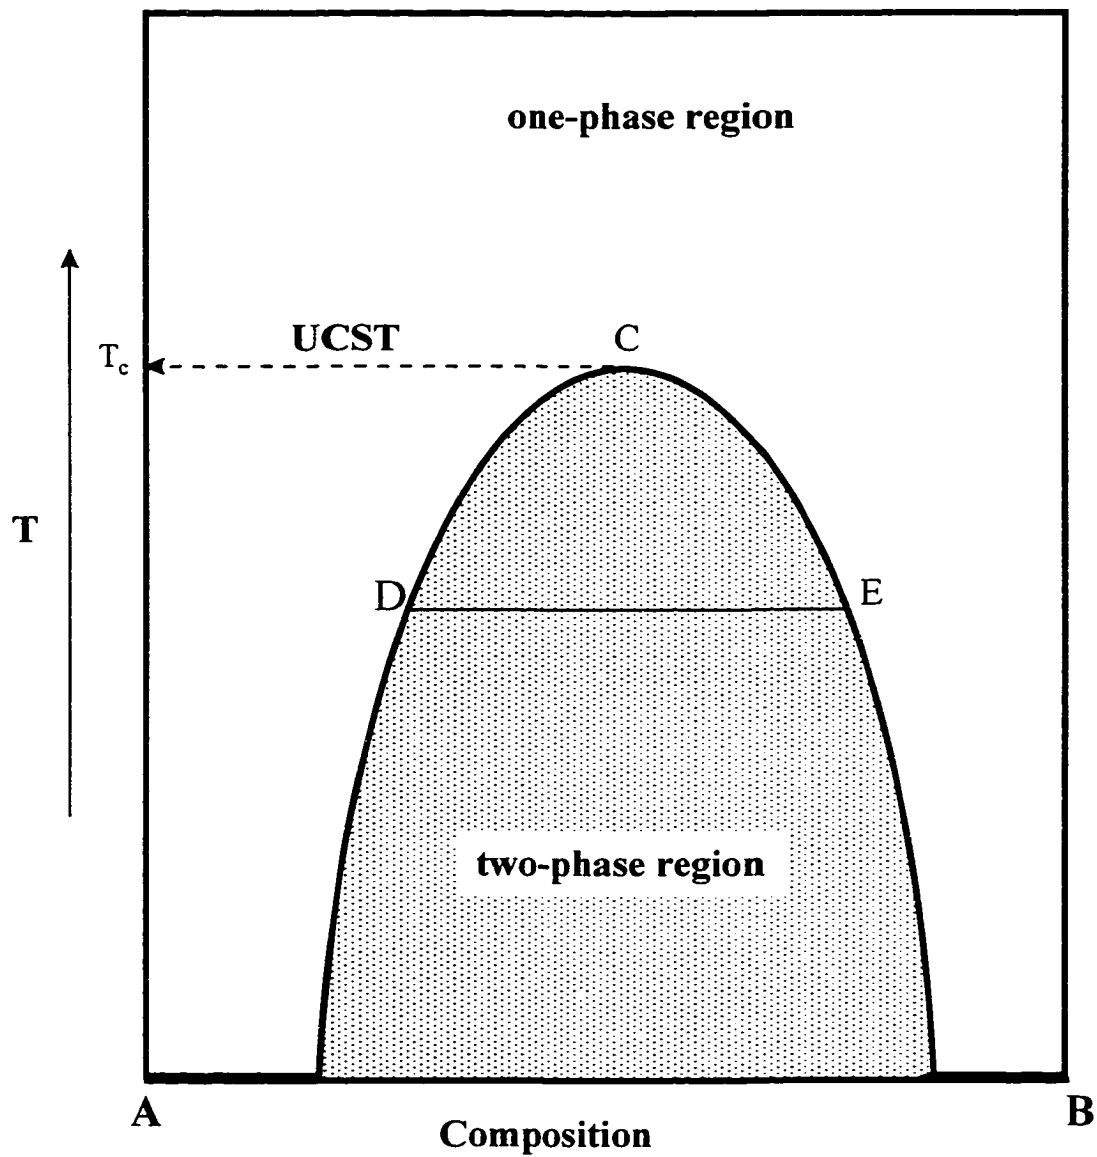 one-phase region
UCST
C
Tc
T
D
E
two-phase region
A
B
Composition